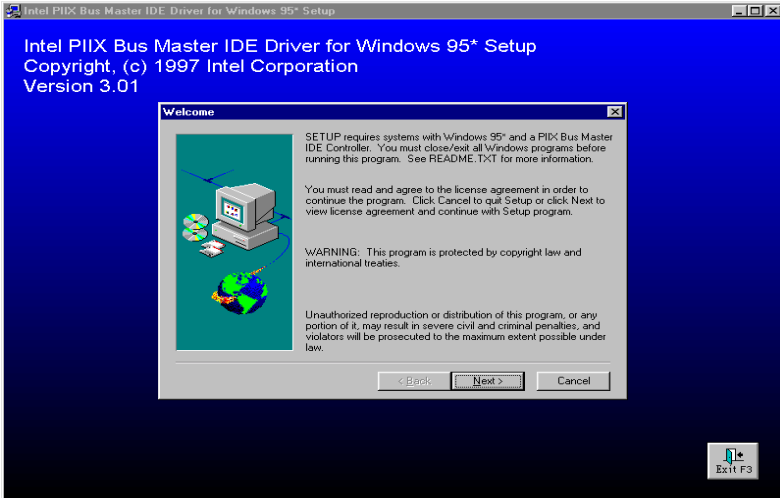 Intel PIIX Bus Master IDE Driver for Windows 95* Setup
Intel PIIX Bus Master IDE Driver for Windows 95* Setup
Copyright, (c) 1997 Intel Corporation
Version 3.01
Welcome
SETUP requires systems with Windows 95* and a PIIX Bus Master
IDE Controller. You must close/exit all Windows programs before
running this program. See README.TXT for more information.
You must read and agree to the license agreement in order to
continue the program. Click Cancel to quit Setup or click Next to
view license agreement and continue with Setup program.
WARNING: This program is protected by copyright law and
international treaties.
Unauthorized reproduction or distribution of this program, or any
portion of it, may result in severe civil and criminal penalties, and
violators will be prosecuted to the maximum extent possible under
law.
< Back Next > Cancel
Exit F3